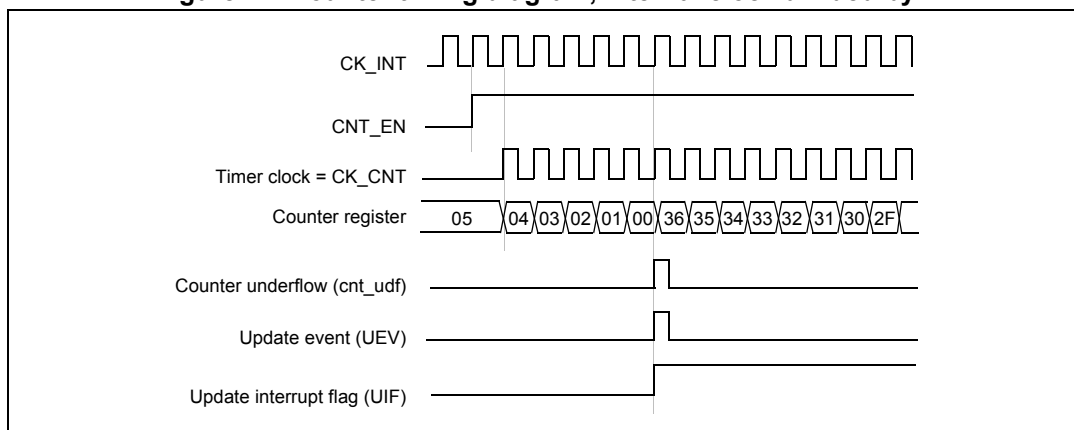 CK_INT
CNT_EN
Timer clock = CK_CNT
Counter register 05 04 03 02 01 00 36 35 34 33 32 31 30 2F
Counter underflow (cnt_udf)
Update event (UEV)
Update interrupt flag (UIF)